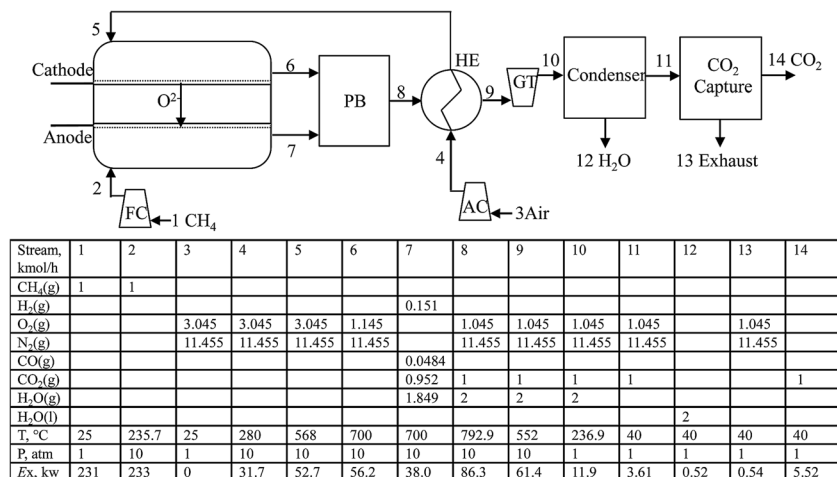 5
6
HE
10
11
14 CO₂
Cathode
GT
Condenser
CO₂
Capture
O²⁻
PB
8
9
Anode
7
4
12 H₂O
13 Exhaust
2
FC
1 CH₄
AC
3Air
Stream, kmol/h 1 2 3 4 5 6 7 8 9 10 11 12 13 14
CH₄(g) 1 1
H₂(g) 0.151
O₂(g) 3.045 3.045 3.045 1.145 1.045 1.045 1.045 1.045 1.045
N₂(g) 11.455 11.455 11.455 11.455 11.455 11.455 11.455 11.455 11.455
CO(g) 0.0484
CO₂(g) 0.952 1 1 1 1 1
H₂O(g) 1.849 2 2 2
H₂O(l) 2
T, °C 25 235.7 25 280 568 700 700 792.9 552 236.9 40 40 40 40
P, atm 1 10 1 10 10 10 10 10 10 1 1 1 1 1
Ex, kw 231 233 0 31.7 52.7 56.2 38.0 86.3 61.4 11.9 3.61 0.52 0.54 5.52